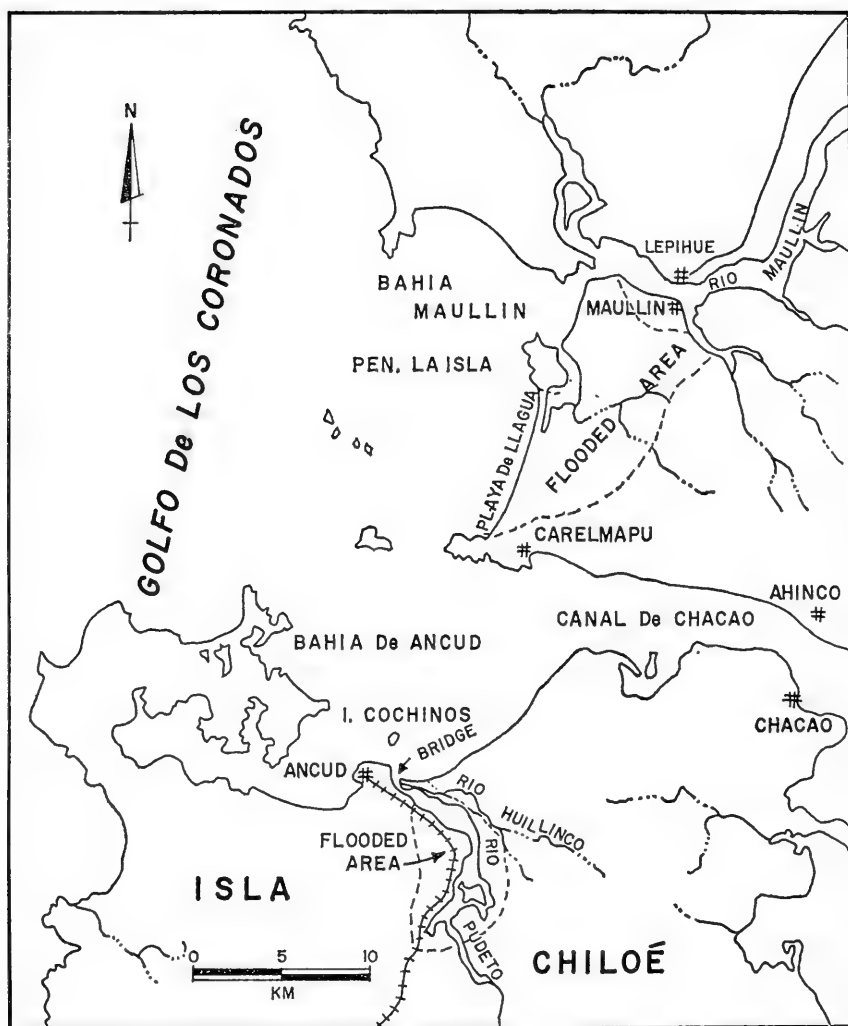 N
GOLFO De LOS CORONADOS
BAHIA
MAULLIN
PEN. LA ISLA
LEPIHUE
RIO
MAULLIN
MAULLIN
FLOODED
AREA
PLAYA De LLAGUA
CARELMAPU
AHINCO
CANAL De CHACAO
BAHIA De ANCUD
I. COCHINOS
BRIDGE
CHACAO
ANCUD
RIO
HUILLINCO
RIO
PUDETO
FLOODED
AREA
ISLA
CHILOÉ
0 5 10
KM